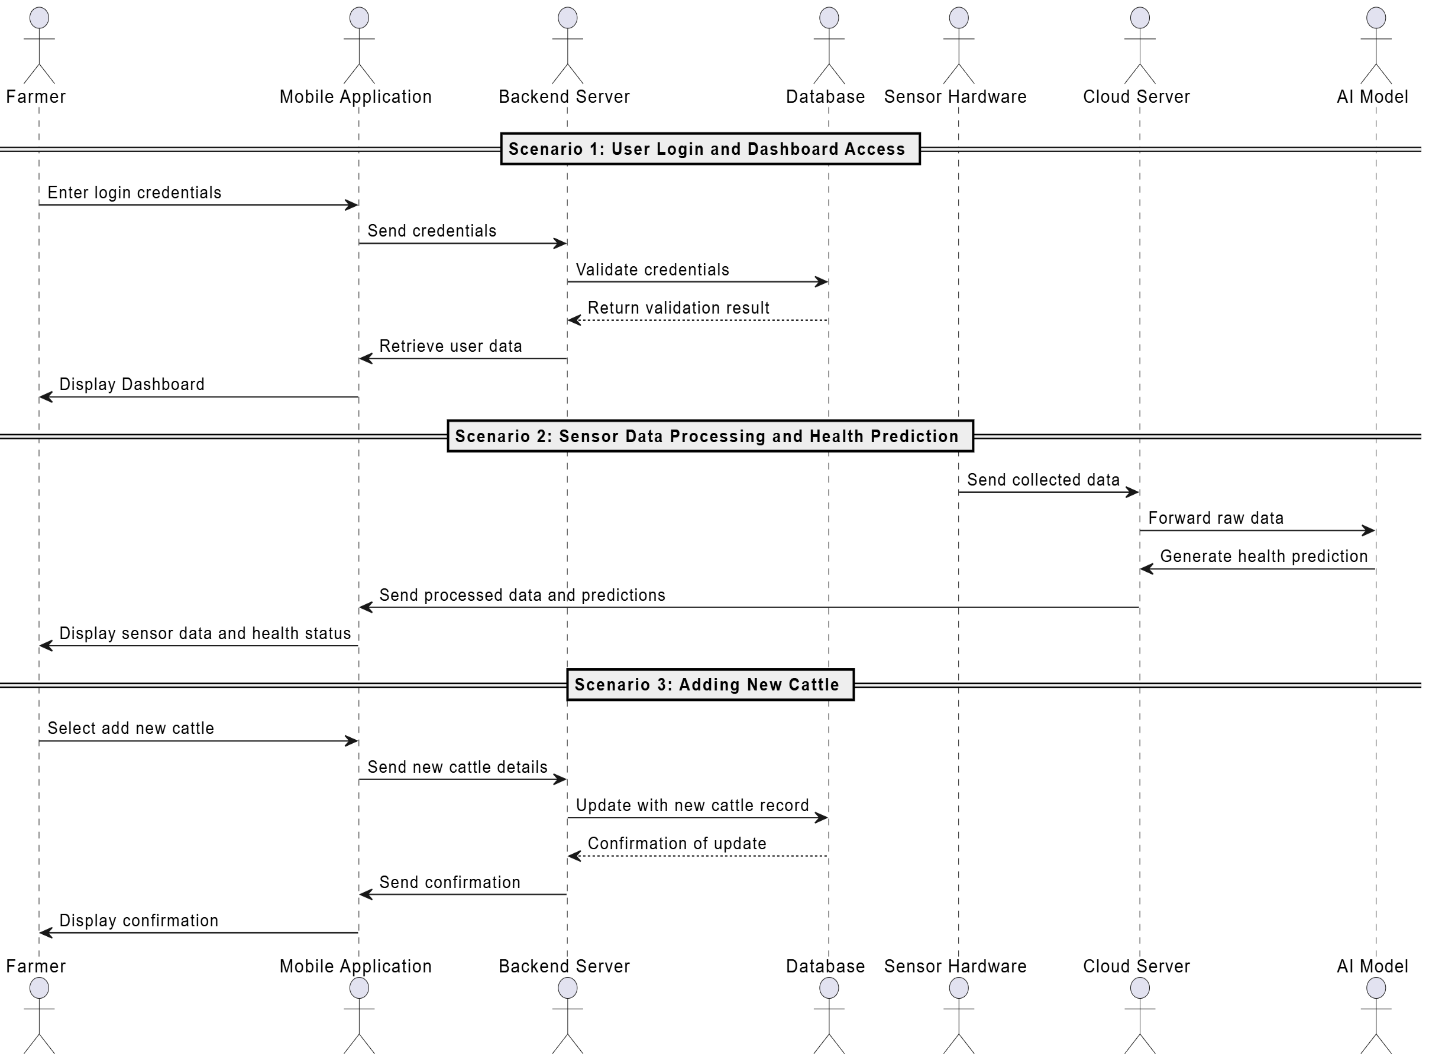 Farmer Mobile Application Backend Server Database Sensor Hardware Cloud Server AI Model
Scenario 1: User Login and Dashboard Access
Enter login credentials
Send credentials
Validate credentials
Return validation result
Retrieve user data
Display Dashboard
Scenario 2: Sensor Data Processing and Health Prediction
Send collected data
Forward raw data
Generate health prediction
Send processed data and predictions
Display sensor data and health status
Scenario 3: Adding New Cattle
Select add new cattle
Send new cattle details
Update with new cattle record
Confirmation of update
Send confirmation
Display confirmation
Farmer Mobile Application Backend Server Database Sensor Hardware Cloud Server AI Model